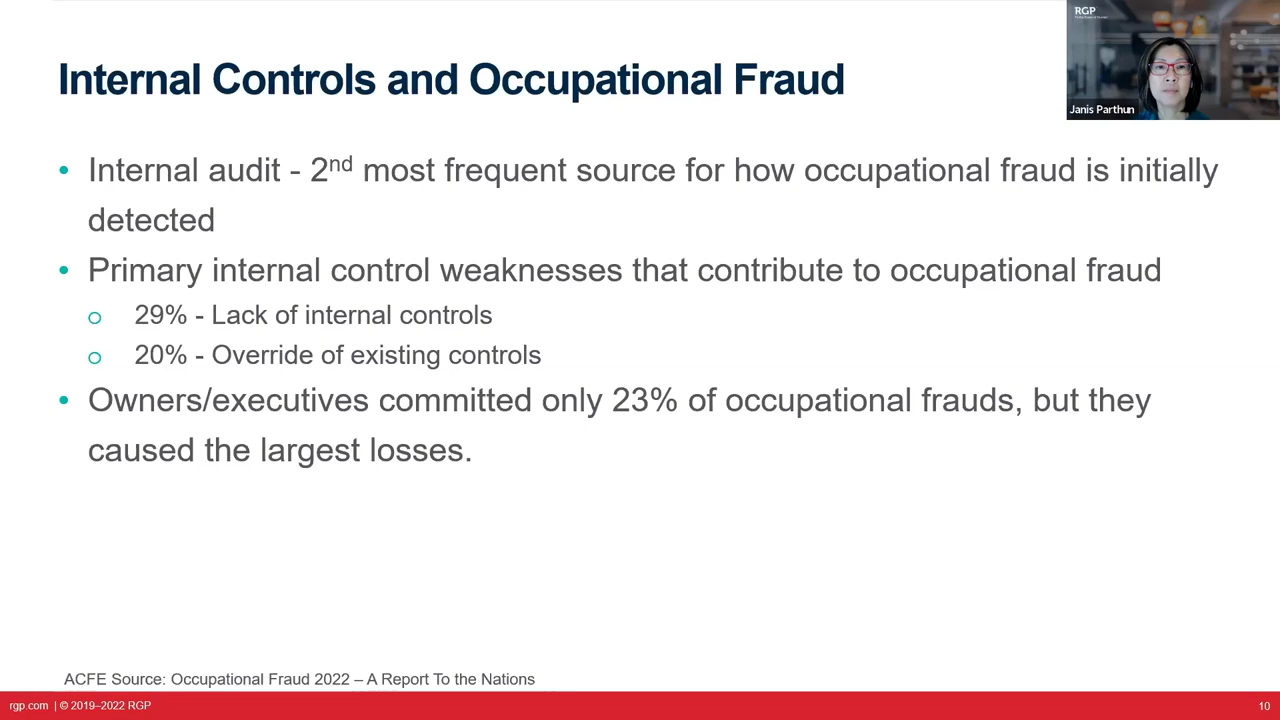 RGP
Janis Parthun
Internal Controls and Occupational Fraud
• Internal audit - 2nd most frequent source for how occupational fraud is initially
detected
• Primary internal control weaknesses that contribute to occupational fraud
o 29% - Lack of internal controls
o 20% - Override of existing controls
• Owners/executives committed only 23% of occupational frauds, but they
caused the largest losses.
ACFE Source: Occupational Fraud 2022 – A Report To the Nations
rgp.com | © 2019–2022 RGP
10